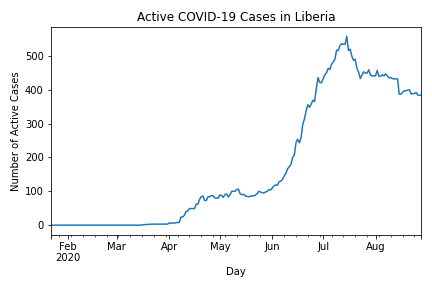 Active COVID-19 Cases in Liberia
Number of Active Cases
500
400
300
200
100
0
Feb Mar Apr May Jun Jul Aug
2020
Day